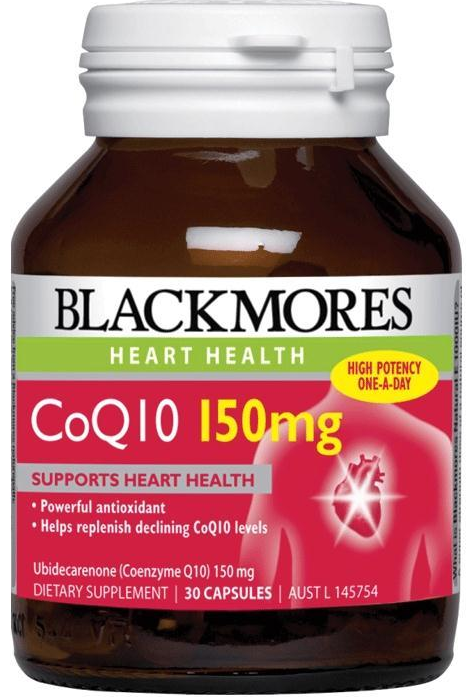 BLACKMORES
HEART HEALTH
HIGH POTENCY
ONE-A-DAY
CoQ10 150mg
SUPPORTS HEART HEALTH
• Powerful antioxidant
• Helps replenish declining CoQ10 levels
Ubidecarenone (Coenzyme Q10) 150 mg
DIETARY SUPPLEMENT | 30 CAPSULES | AUST L 145754